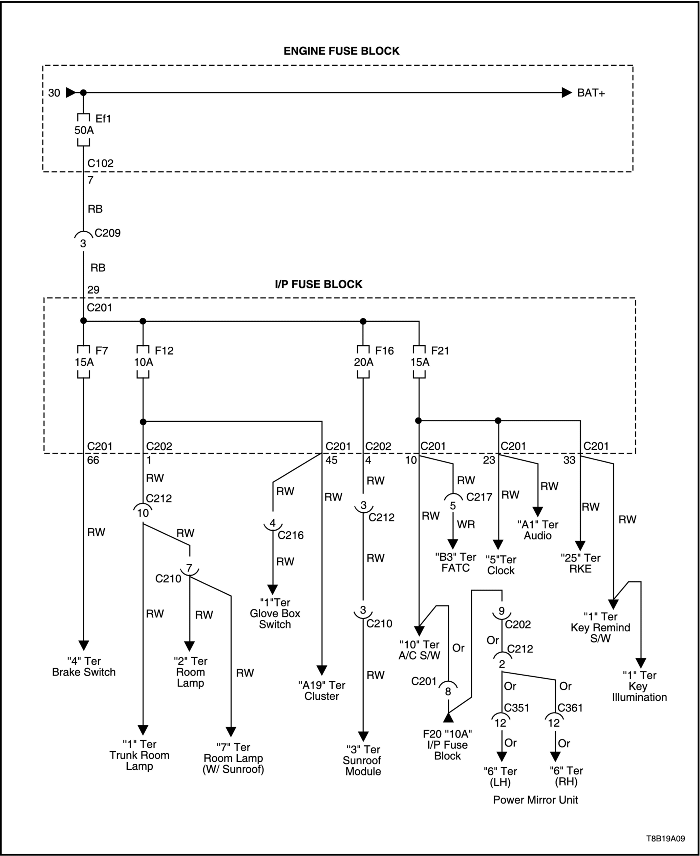 ENGINE FUSE BLOCK
30
BAT+
Ef1
50A
C102
7
RB
C209
3
RB
29
I/P FUSE BLOCK
C201
F7
15A
F12
10A
F16
20A
F21
15A
C201
C202
C201
C202
C201
C201
C201
66
1
45
4
10
23
33
RW
RW
RW
RW
RW
C212
10
RW
RW
4
C216
RW
3
C212
RW
RW
5
C217
WR
RW
RW
RW
"A1" Ter
Audio
"B3" Ter
FATC
"5"Ter
Clock
"25" Ter
RKE
RW
7
C210
RW
RW
RW
"1"Ter
Glove Box
Switch
3
C210
RW
9
C202
Or
C212
2
"1" Ter
Key Remind
S/W
"10" Ter
A/C S/W
Or
C201
8
"4" Ter
Brake Switch
"2" Ter
Room
Lamp
"A19" Ter
Cluster
"1" Ter
Key
Illumination
Or
Or
C351
12
C361
12
Or
Or
F20 "10A"
I/P Fuse
Block
"1" Ter
Trunk Room
Lamp
"7" Ter
Room Lamp
(W/ Sunroof)
"3" Ter
Sunroof
Module
"6" Ter
(LH)
"6" Ter
(RH)
Power Mirror Unit
T8B19A09